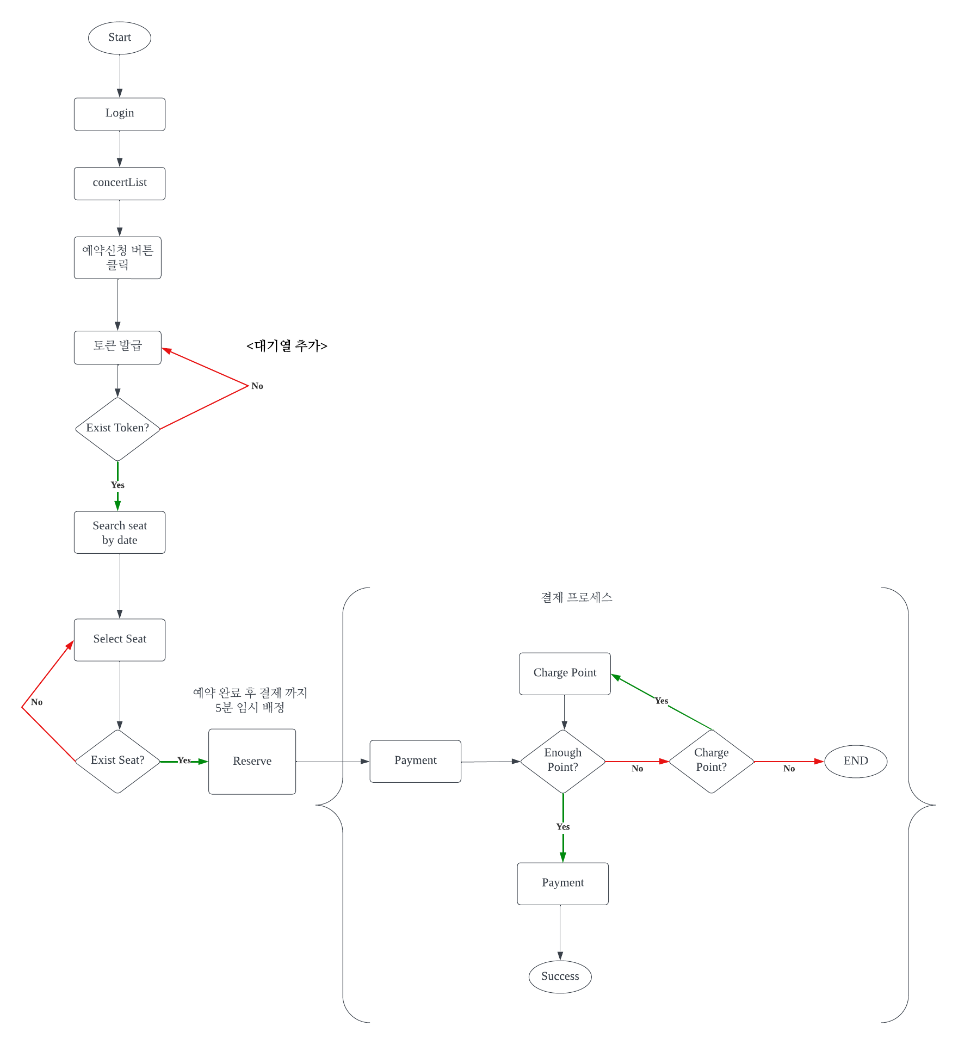 Start
Login
concertList
예약신청 버튼
클릭
토큰 발급
<대기열 추가>
No
Exist Token?
Yes
Search seat
by date
Select Seat
No
Exist Seat?
Yes
예약 완료 후 결제 까지
5분 임시 배정
Reserve
결제 프로세스
Charge Point
Yes
Payment
Enough
Point?
No
Charge
Point?
No
END
Yes
Payment
Success